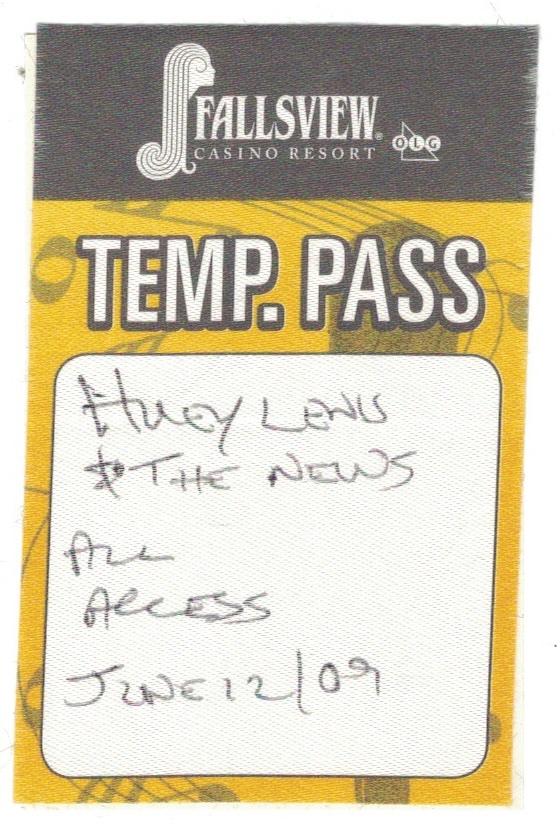 FALLSVIEW®
CASINO RESORT OLG
TEMP. PASS
HUEY LEWIS
& THE NEWS
ALL
ACCESS
JUNE 12/09